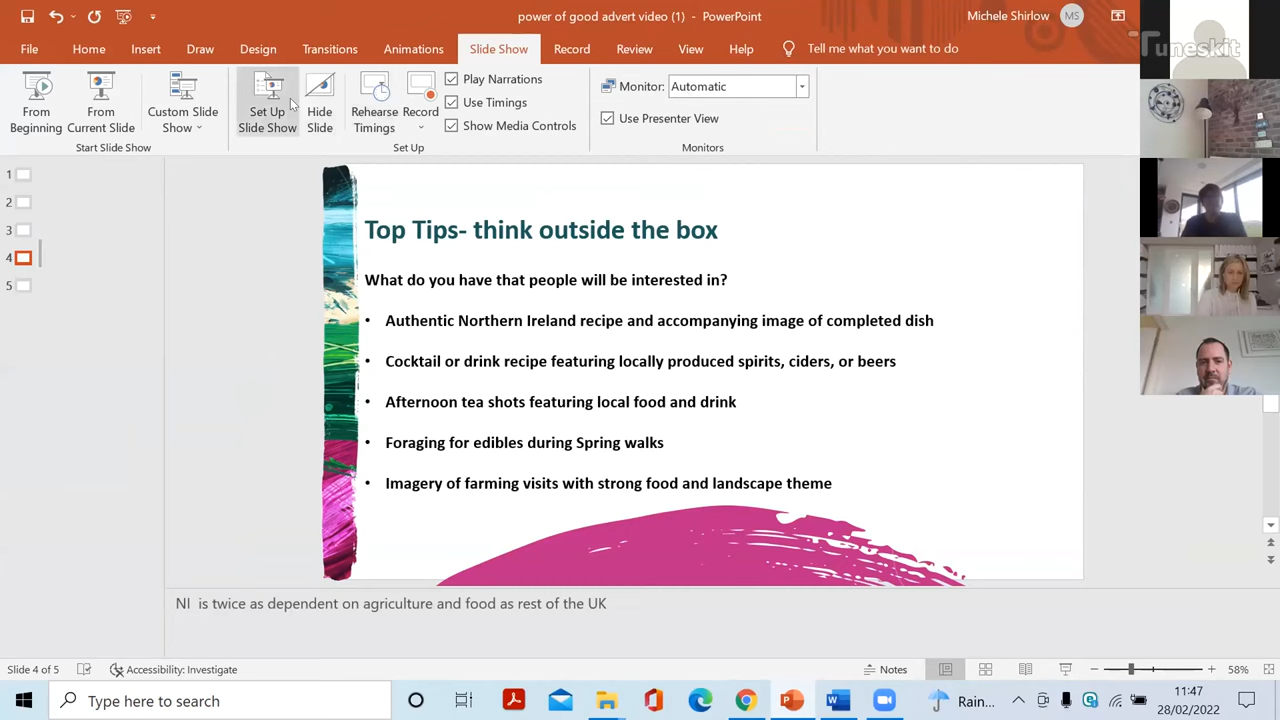 power of good advert video (1) - PowerPoint
Michele Shirlow
MS
Tuneskit
File
Home
Insert
Draw
Design
Transitions
Animations
Slide Show
Record
Review
View
Help
Tell me what you want to do
From Beginning
From Current Slide
Custom Slide Show
Start Slide Show
Set Up Slide Show
Hide Slide
Rehearse Timings
Record
Play Narrations
Use Timings
Show Media Controls
Set Up
Monitor:
Automatic
Use Presenter View
Monitors
1
2
3
4
5
Top Tips- think outside the box
What do you have that people will be interested in?
• Authentic Northern Ireland recipe and accompanying image of completed dish
• Cocktail or drink recipe featuring locally produced spirits, ciders, or beers
• Afternoon tea shots featuring local food and drink
• Foraging for edibles during Spring walks
• Imagery of farming visits with strong food and landscape theme
NI is twice as dependent on agriculture and food as rest of the UK
Slide 4 of 5
Accessibility: Investigate
Notes
58%
Type here to search
Rain...
11:47
28/02/2022